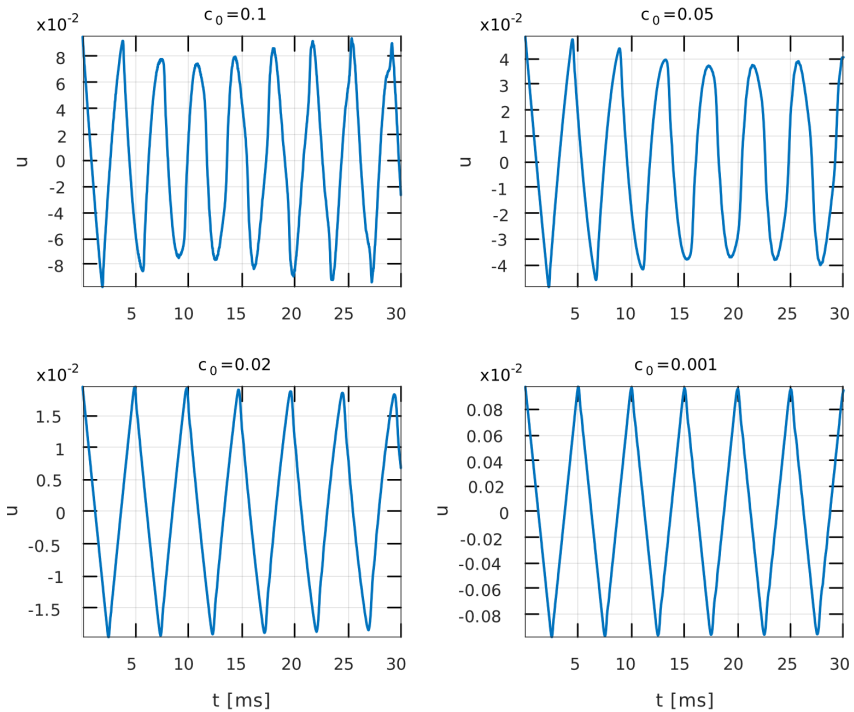 c₀=0.1
x10⁻²
8
6
4
2
0
-2
-4
-6
-8
u
5 10 15 20 25 30
c₀=0.05
x10⁻²
4
3
2
1
0
-1
-2
-3
-4
u
5 10 15 20 25 30
c₀=0.02
x10⁻²
1.5
1
0.5
0
-0.5
-1
-1.5
u
5 10 15 20 25 30
t [ms]
c₀=0.001
x10⁻²
0.08
0.06
0.04
0.02
0
-0.02
-0.04
-0.06
-0.08
u
5 10 15 20 25 30
t [ms]